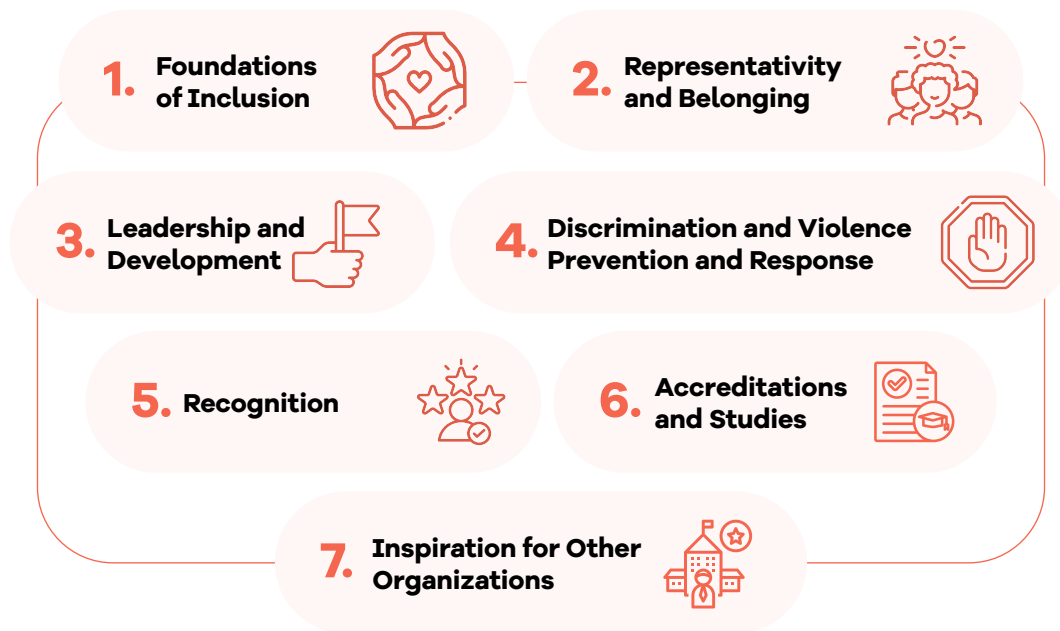 1. Foundations
of Inclusion
2. Representativity
and Belonging
3. Leadership and
Development
4. Discrimination and Violence
Prevention and Response
5. Recognition
6. Accreditations
and Studies
7. Inspiration for Other
Organizations